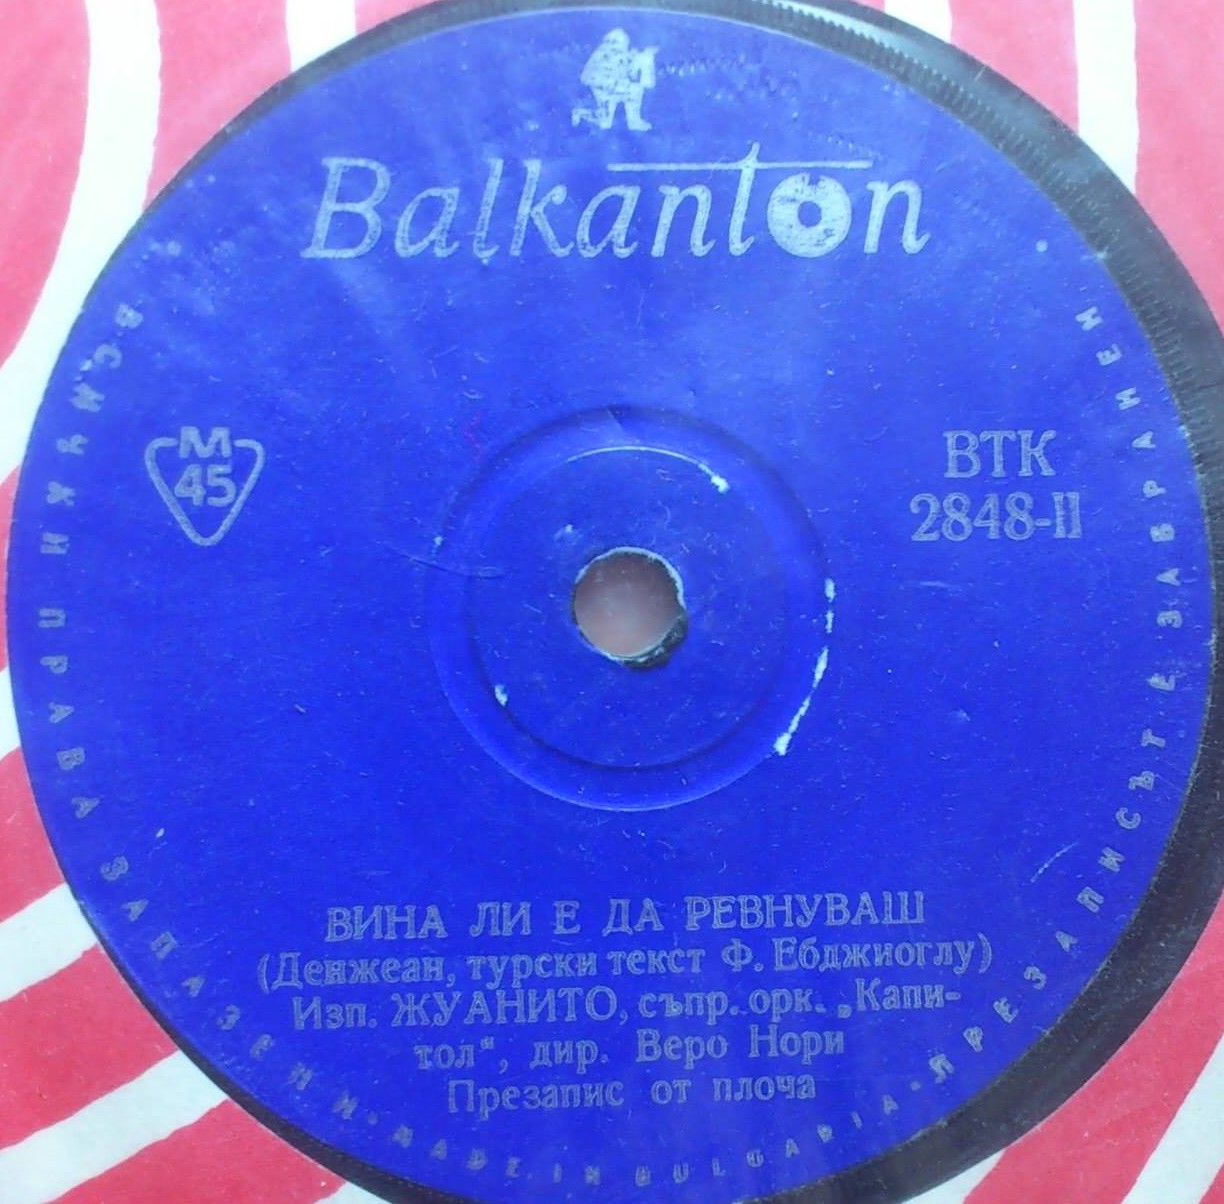 Balkanton
M
45
ВТК
2848-II
ВИНА ЛИ Е ДА РЕВНУВАШ
(Денжеан, турски текст Ф. Ебджиоглу)
Изп. ЖУАНИТО, съпр. орк. „Капи-
тол“, дир. Веро Нори
Презапис от плоча
ВСИЧКИ ПРАВА ЗАПАЗЕНИ · MADE IN BULGARIA · ПРЕЗАПИСЪТ Е ЗАБРАНЕН